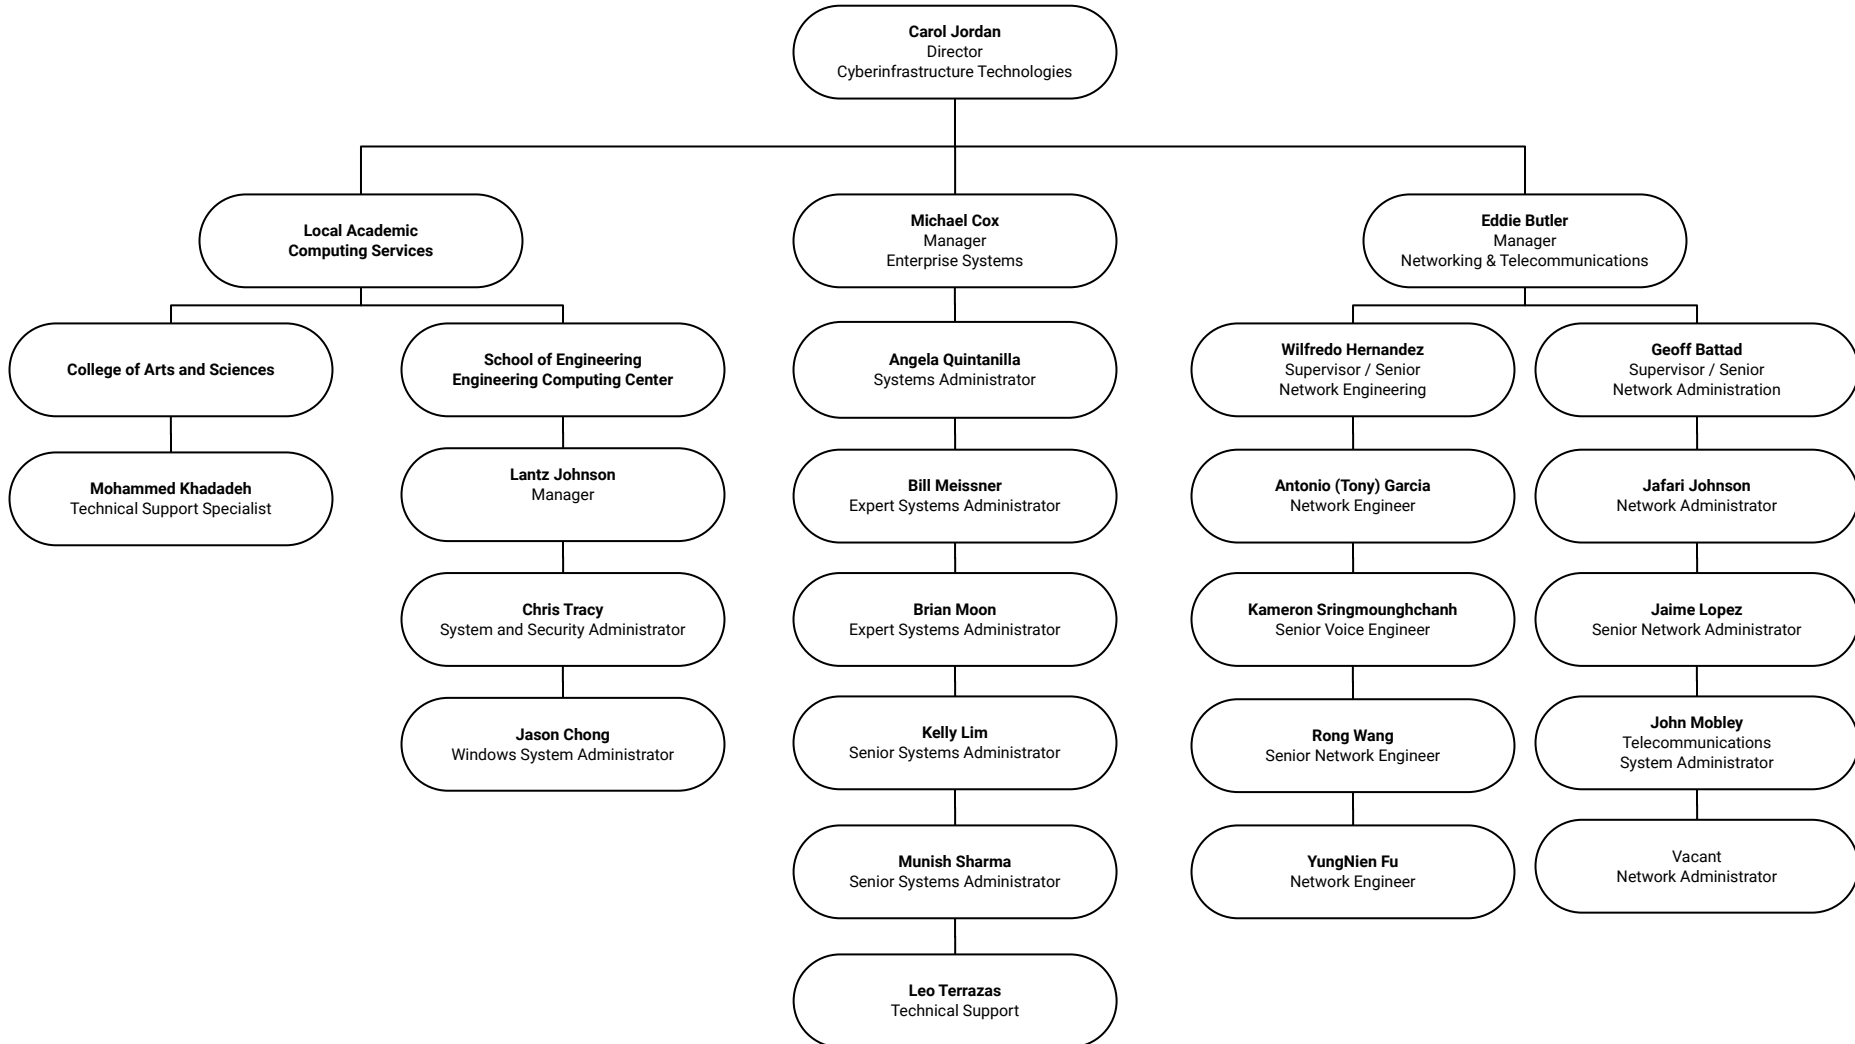 Carol Jordan
Director
Cyberinfrastructure Technologies
Local Academic
Computing Services
Michael Cox
Manager
Enterprise Systems
Eddie Butler
Manager
Networking & Telecommunications
College of Arts and Sciences
Mohammed Khadadeh
Technical Support Specialist
School of Engineering
Engineering Computing Center
Lantz Johnson
Manager
Chris Tracy
System and Security Administrator
Jason Chong
Windows System Administrator
Angela Quintanilla
Systems Administrator
Bill Meissner
Expert Systems Administrator
Brian Moon
Expert Systems Administrator
Kelly Lim
Senior Systems Administrator
Munish Sharma
Senior Systems Administrator
Leo Terrazas
Technical Support
Wilfredo Hernandez
Supervisor / Senior
Network Engineering
Antonio (Tony) Garcia
Network Engineer
Kameron Sringmounghchanh
Senior Voice Engineer
Rong Wang
Senior Network Engineer
YungNien Fu
Network Engineer
Geoff Battad
Supervisor / Senior
Network Administration
Jafari Johnson
Network Administrator
Jaime Lopez
Senior Network Administrator
John Mobley
Telecommunications
System Administrator
Vacant
Network Administrator